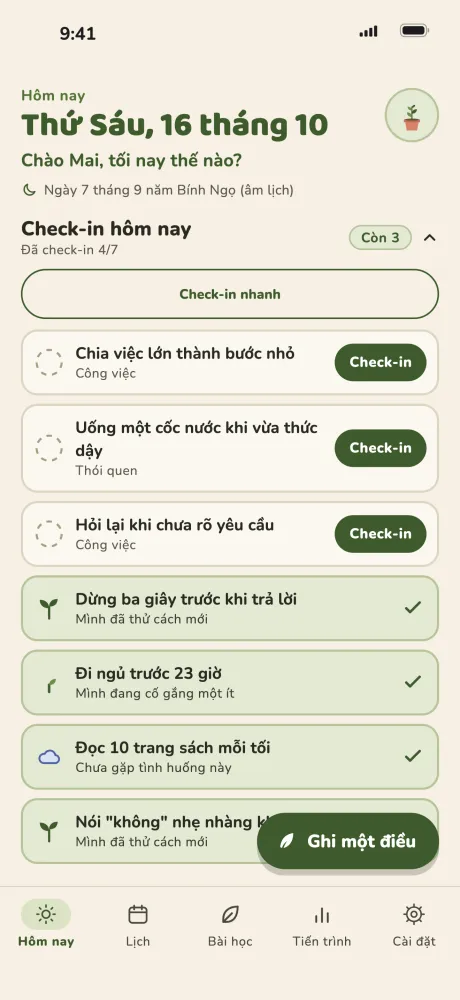 9:41
Hôm nay
Thứ Sáu, 16 tháng 10
Chào Mai, tối nay thế nào?
Ngày 7 tháng 9 năm Bính Ngọ (âm lịch)
Check-in hôm nay
Đã check-in 4/7
Còn 3
Check-in nhanh
Chia việc lớn thành bước nhỏ
Công việc
Check-in
Uống một cốc nước khi vừa thức
dậy
Thói quen
Check-in
Hỏi lại khi chưa rõ yêu cầu
Công việc
Check-in
Dừng ba giây trước khi trả lời
Mình đã thử cách mới
Đi ngủ trước 23 giờ
Mình đang cố gắng một ít
Đọc 10 trang sách mỗi tối
Chưa gặp tình huống này
Nói "không" nhẹ nhàng
Mình đã thử cách mới
Ghi một điều
Hôm nay
Lịch
Bài học
Tiến trình
Cài đặt